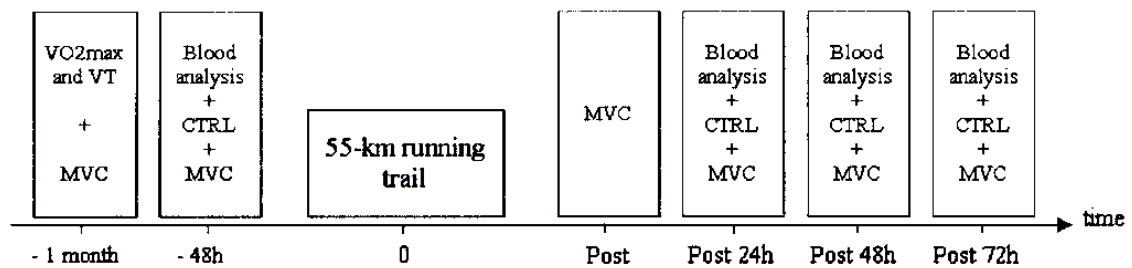 VO2max
and VT
+
MVC
Blood
analysis
+
CTRL
+
MVC
55-km running
trail
MVC
Blood
analysis
+
CTRL
+
MVC
Blood
analysis
+
CTRL
+
MVC
Blood
analysis
+
CTRL
+
MVC
time
- 1 month
- 48h
0
Post
Post 24h
Post 48h
Post 72h